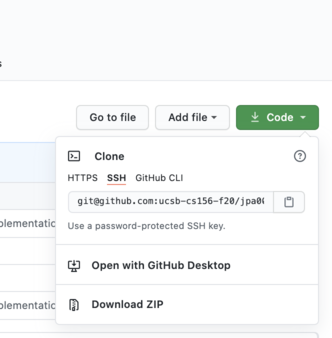 s
Go to file
Add file
Code
Clone
HTTPS SSH GitHub CLI
git@github.com:ucsb-cs156-f20/jpa0
Use a password-protected SSH key.
Open with GitHub Desktop
Download ZIP
plementatio
plementatio